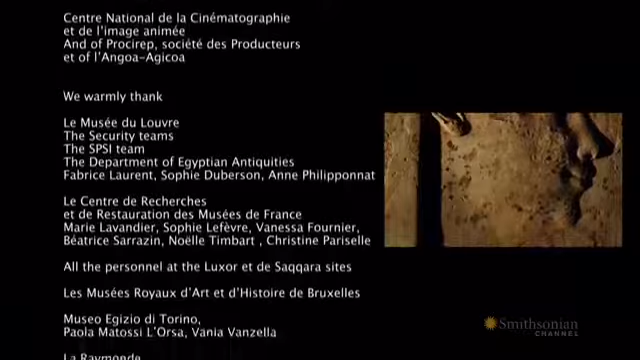 Centre National de la Cinématographie
et de l'image animée
And of Procirep, société des Producteurs
et of l'Angoa-Agicoa
We warmly thank
Le Musée du Louvre
The Security teams
The SPSI team
The Department of Egyptian Antiquities
Fabrice Laurent, Sophie Duberson, Anne Philipponnat
Le Centre de Recherches
et de Restauration des Musées de France
Marie Lavandier, Sophie Lefèvre, Vanessa Fournier,
Béatrice Sarrazin, Noëlle Timbart , Christine Pariselle
All the personnel at the Luxor et de Saqqara sites
Les Musées Royaux d'Art et d'Histoire de Bruxelles
Museo Egizio di Torino,
Paola Matossi L'Orsa, Vania Vanzella
La Raymonde
Smithsonian
CHANNEL